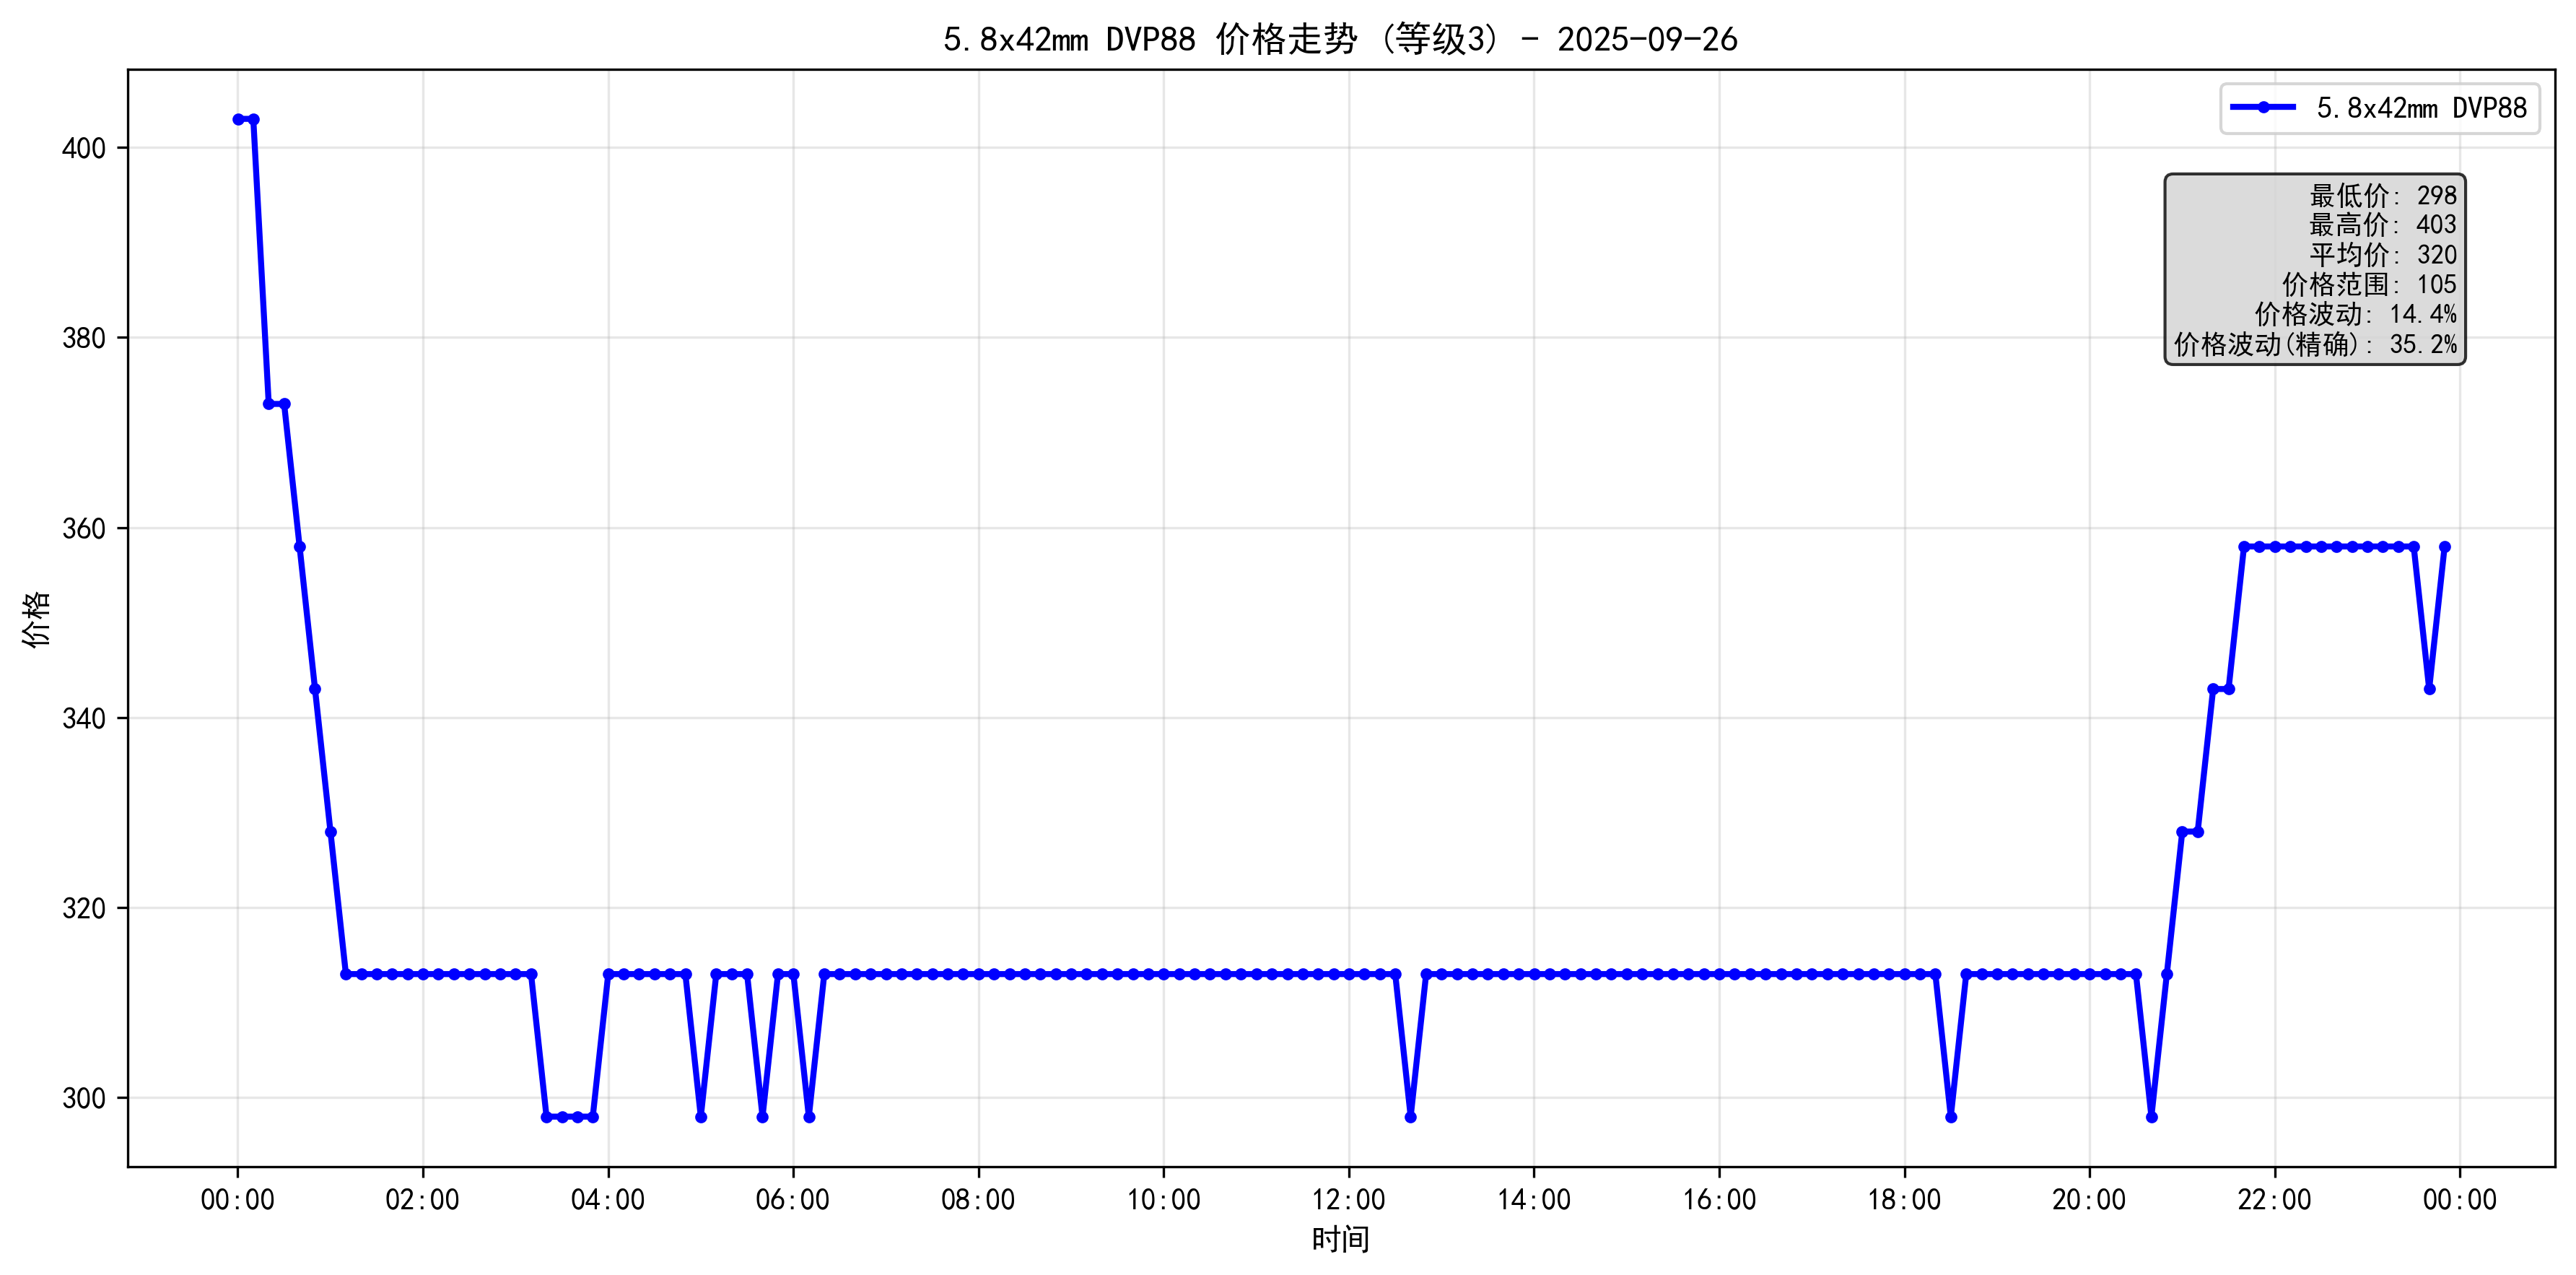 5.8x42mm DVP88 价格走势 (等级3) - 2025-09-26
5.8x42mm DVP88
最低价: 298
最高价: 403
平均价: 320
价格范围: 105
价格波动: 14.4%
价格波动(精确): 35.2%
400
380
360
340
320
300
价格
00:00 02:00 04:00 06:00 08:00 10:00 12:00 14:00 16:00 18:00 20:00 22:00 00:00
时间